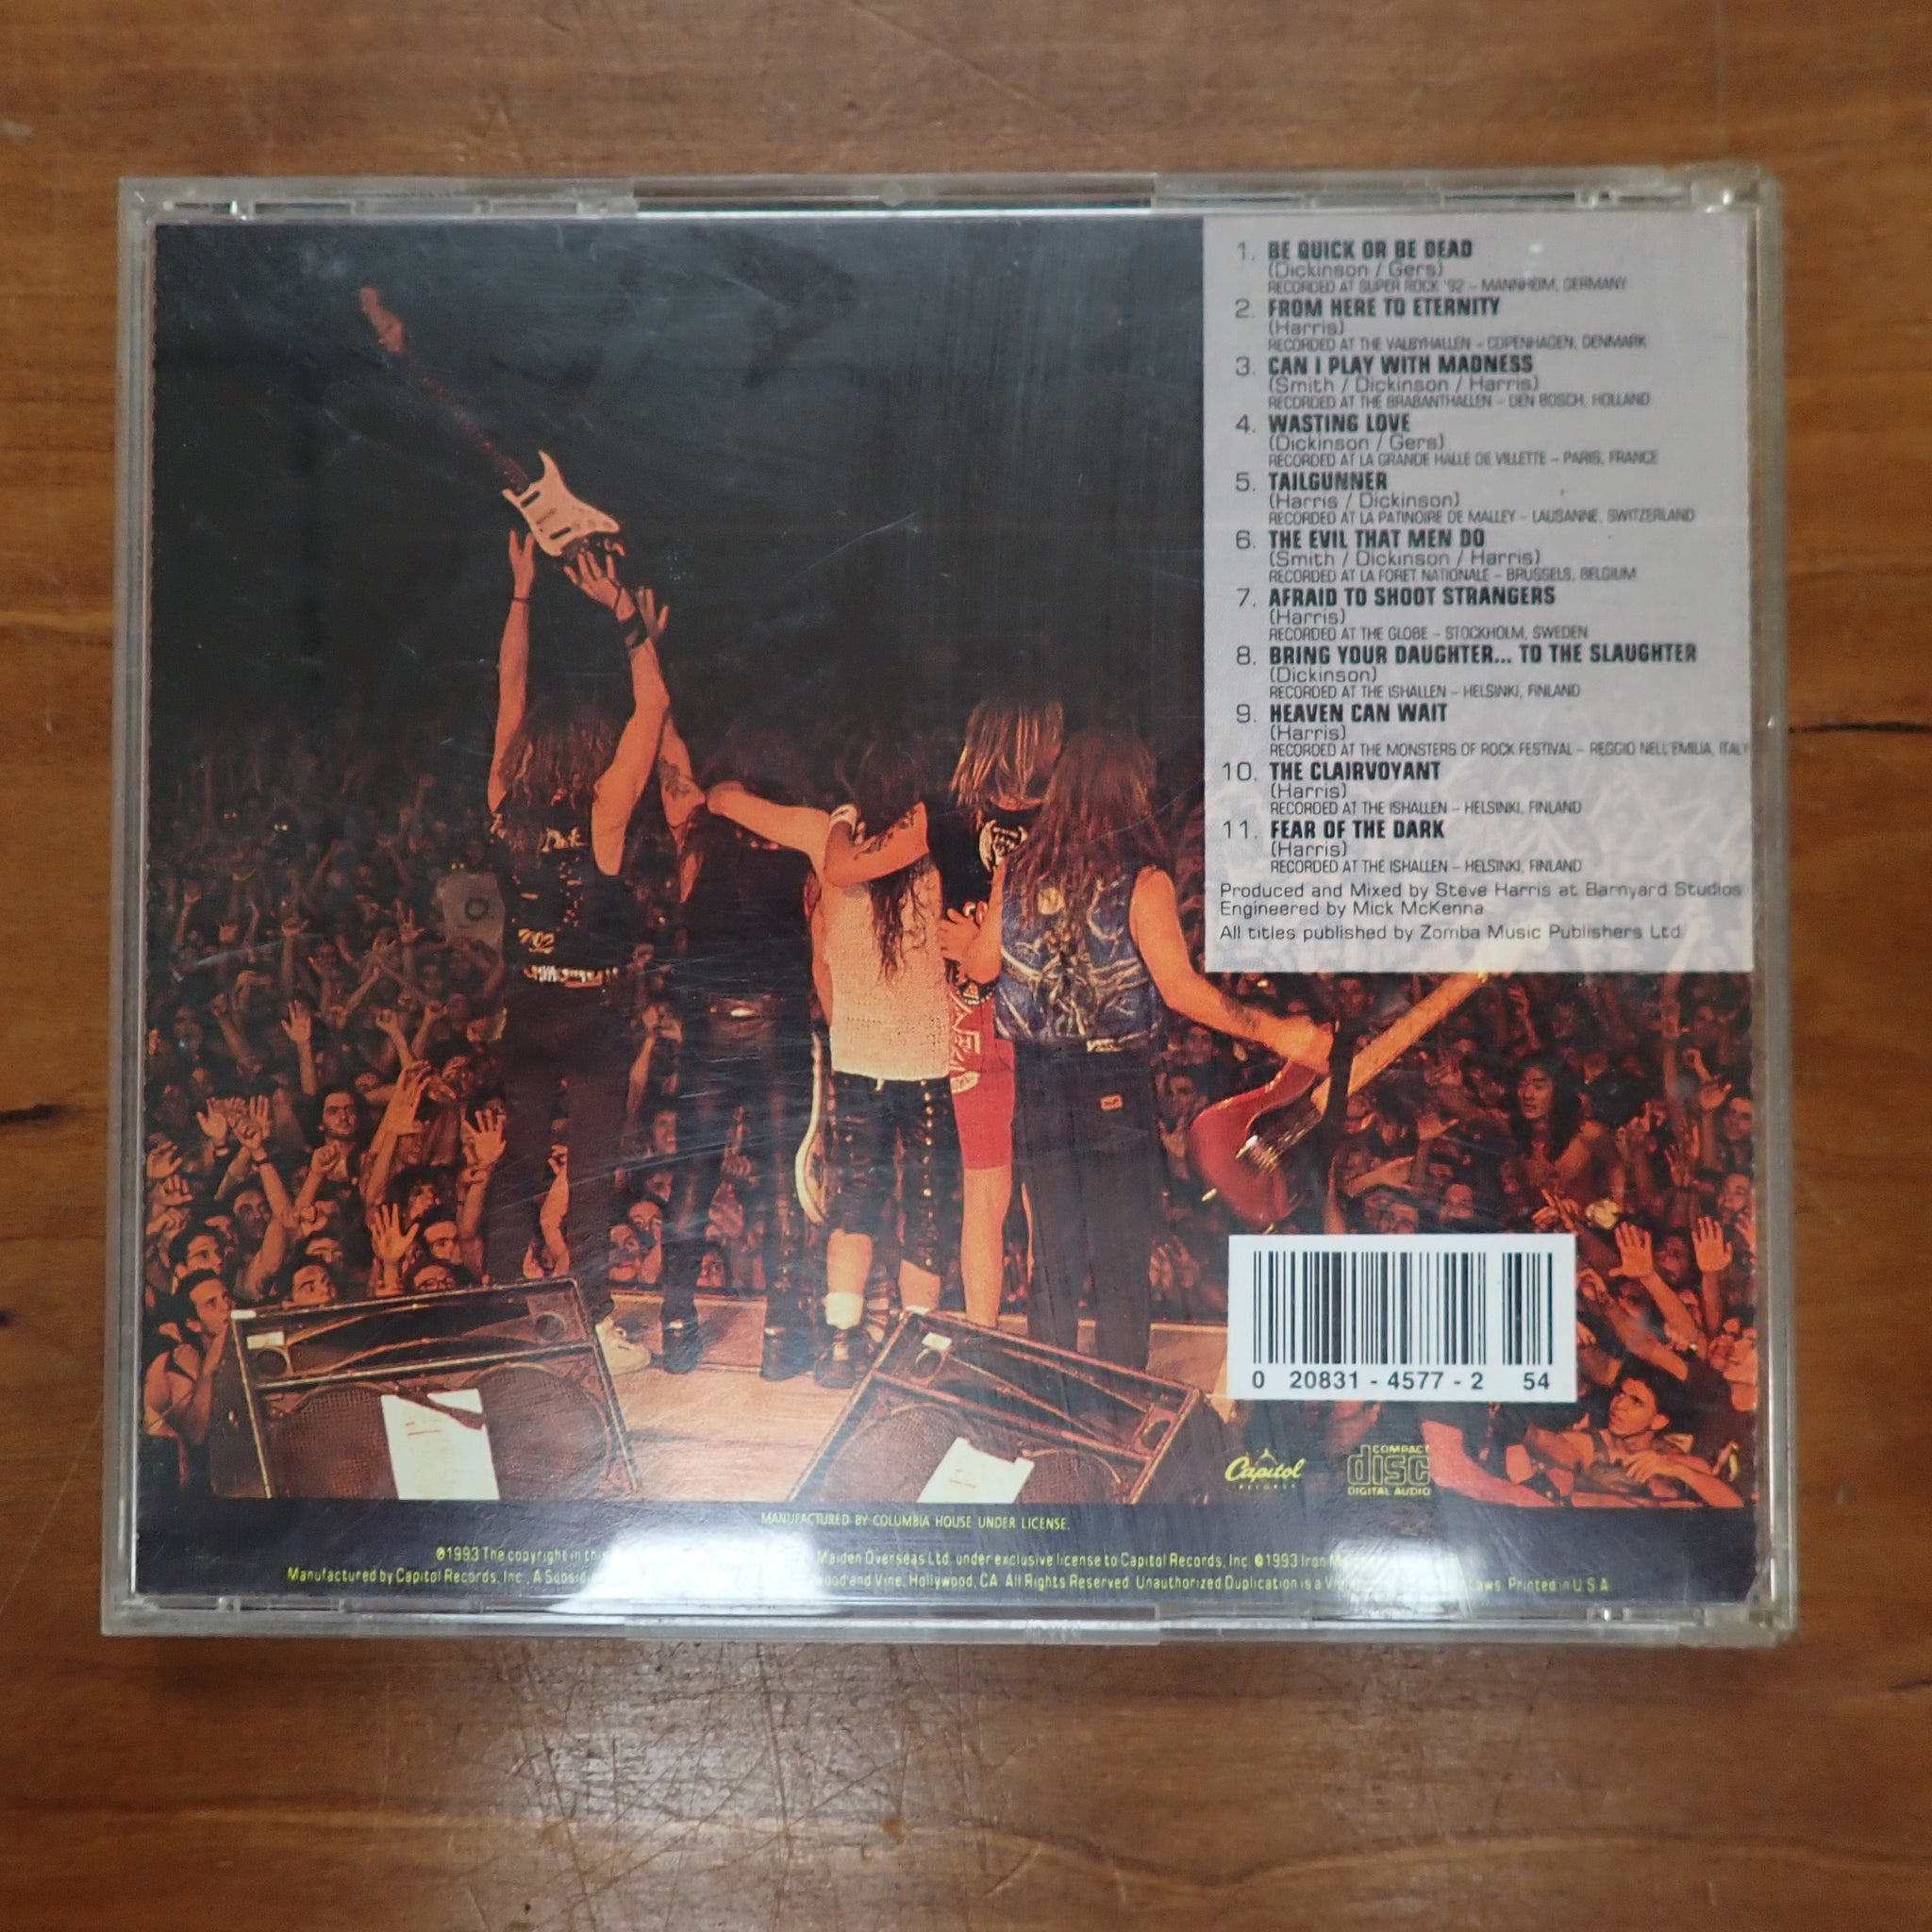 1. BE QUICK OR BE DEAD
(Dickinson / Gers)
RECORDED AT SUPER ROCK '92 – MANNHEIM, GERMANY
2. FROM HERE TO ETERNITY
(Harris)
RECORDED AT THE VALBYHALLEN – COPENHAGEN, DENMARK
3. CAN I PLAY WITH MADNESS
(Smith / Dickinson / Harris)
RECORDED AT THE BRABANTHALLEN – DEN BOSCH, HOLLAND
4. WASTING LOVE
(Dickinson / Gers)
RECORDED AT LA GRANDE HALLE DE VILLETTE – PARIS, FRANCE
5. TAILGUNNER
(Harris / Dickinson)
RECORDED AT LA PATINOIRE DE MALLEY – LAUSANNE, SWITZERLAND
6. THE EVIL THAT MEN DO
(Smith / Dickinson / Harris)
RECORDED AT LA FORET NATIONALE – BRUSSELS, BELGIUM
7. AFRAID TO SHOOT STRANGERS
(Harris)
RECORDED AT THE GLOBE – STOCKHOLM, SWEDEN
8. BRING YOUR DAUGHTER... TO THE SLAUGHTER
(Dickinson)
RECORDED AT THE ISHALLEN – HELSINKI, FINLAND
9. HEAVEN CAN WAIT
(Harris)
RECORDED AT THE MONSTERS OF ROCK FESTIVAL – REGGIO NELL'EMILIA, ITALY
10. THE CLAIRVOYANT
(Harris)
RECORDED AT THE ISHALLEN – HELSINKI, FINLAND
11. FEAR OF THE DARK
(Harris)
RECORDED AT THE ISHALLEN – HELSINKI, FINLAND
Produced and Mixed by Steve Harris at Barnyard Studios
Engineered by Mick McKenna
All titles published by Zomba Music Publishers Ltd.
0 20831 - 4577 - 2 54
Capitol
RECORDS
COMPACT
disc
DIGITAL AUDIO
MANUFACTURED BY COLUMBIA HOUSE UNDER LICENSE.
℗1993 The copyright in this Maiden Overseas Ltd. under exclusive license to Capitol Records, Inc. ©1993 Iron
Manufactured by Capitol Records, Inc., A and Vine, Hollywood, CA. All Rights Reserved. Unauthorized Duplication is a Laws. Printed in U.S.A.